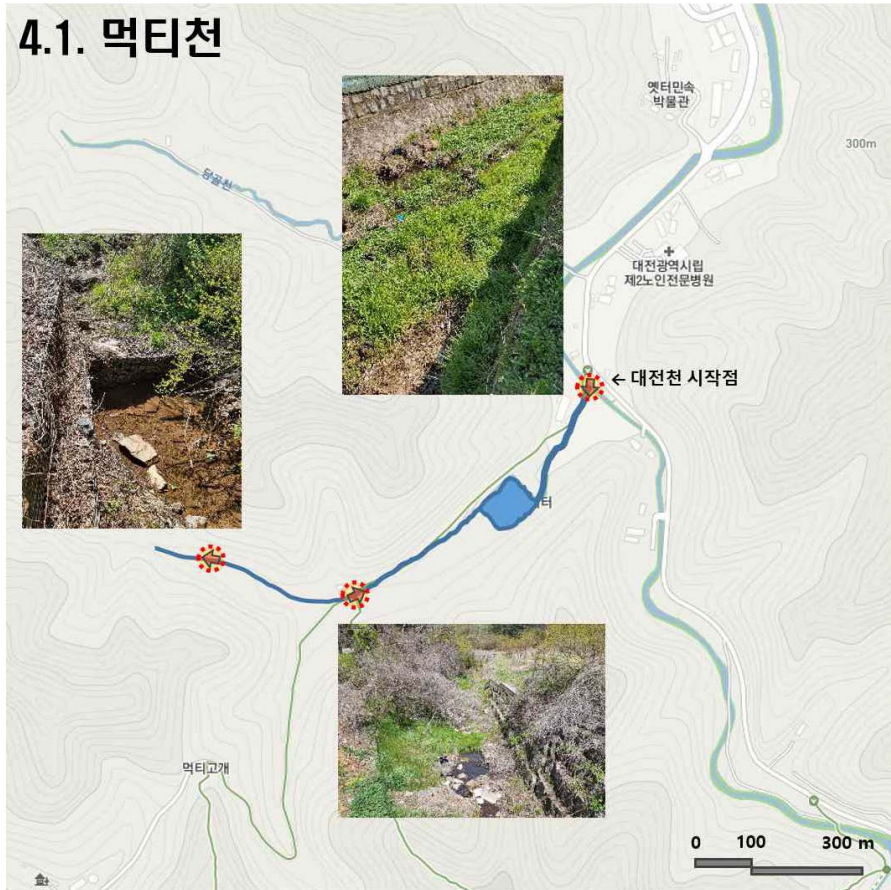 4.1. 먹티천
옛터민속
박물관
300m
당골천
대전광역시립
제2노인전문병원
← 대전천 시작점
터
먹티고개
0 100 300 m